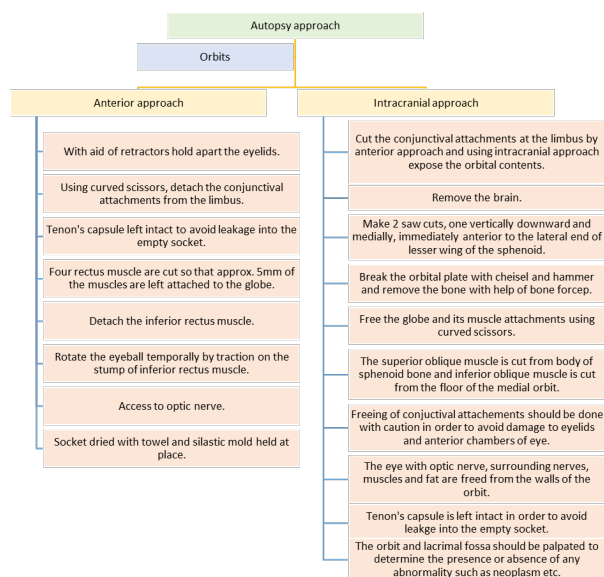 Autopsy approach
Orbits
Anterior approach
With aid of retractors hold apart the eyelids.
Using curved scissors, detach the conjunctival
attachments from the limbus.
Tenon's capsule left intact to avoid leakage into the
empty socket.
Four rectus muscle are cut so that approx. 5mm of
the muscles are left attached to the globe.
Detach the inferior rectus muscle.
Rotate the eyeball temporally by traction on the
stump of inferior rectus muscle.
Access to optic nerve.
Socket dried with towel and silastic mold held at
place.
Intracranial approach
Cut the conjunctival attachments at the limbus by
anterior approach and using intracranial approach
expose the orbital contents.
Remove the brain.
Make 2 saw cuts, one vertically downward and
medially, immediately anterior to the lateral end of
lesser wing of the sphenoid.
Break the orbital plate with cheisel and hammer
and remove the bone with help of bone forcep.
Free the globe and its muscle attachments using
curved scissors.
The superior oblique muscle is cut from body of
sphenoid bone and inferior oblique muscle is cut
from the floor of the medial orbit.
Freeing of conjuctival attachements should be done
with caution in order to avoid damage to eyelids
and anterior chambers of eye.
The eye with optic nerve, surrounding nerves,
muscles and fat are freed from the walls of the
orbit.
Tenon's capsule is left intact in order to avoid
leakge into the empty socket.
The orbit and lacrimal fossa should be palpated to
determine the presence or absence of any
abnormality such as neoplasm etc.